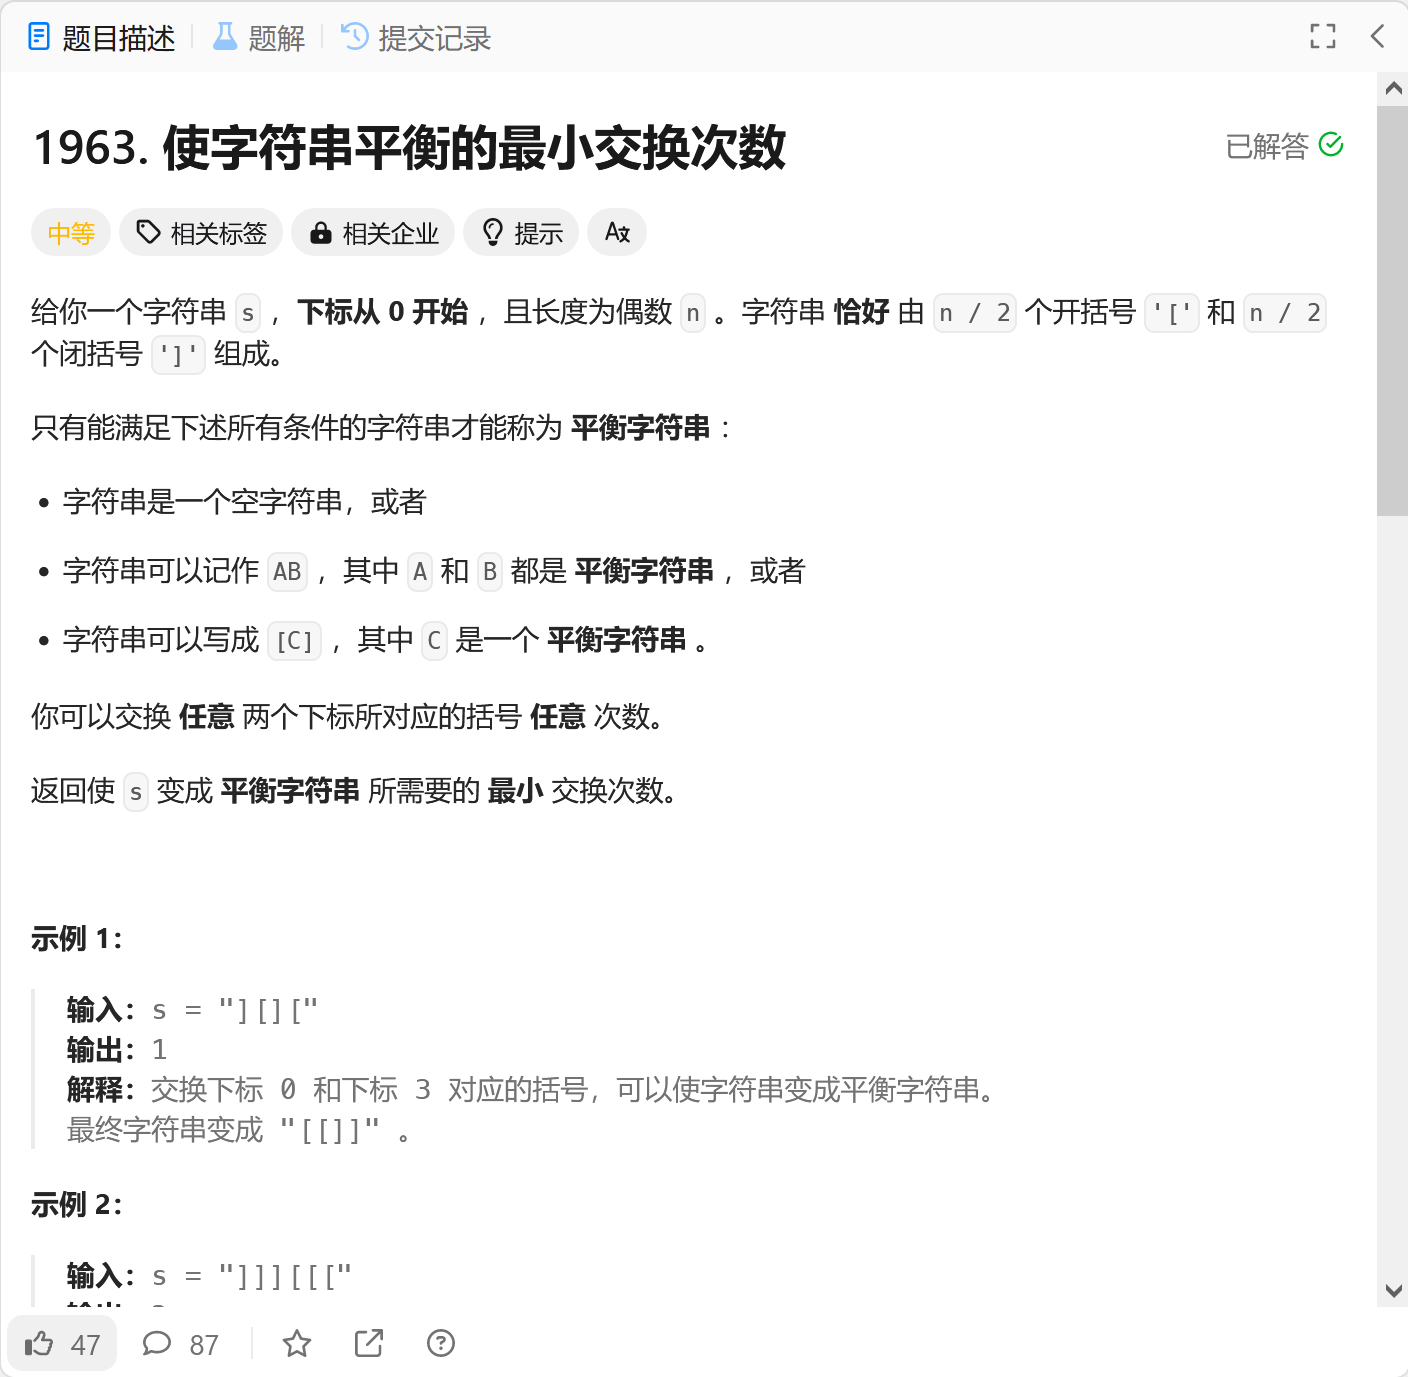 题目描述 题解 提交记录
1963. 使字符串平衡的最小交换次数 已解答
中等 相关标签 相关企业 提示
给你一个字符串 s ，下标从 0 开始 ，且长度为偶数 n 。字符串 恰好 由 n / 2 个开括号 '[' 和 n / 2
个闭括号 ']' 组成。
只有能满足下述所有条件的字符串才能称为 平衡字符串 ：
• 字符串是一个空字符串，或者
• 字符串可以记作 AB ，其中 A 和 B 都是 平衡字符串 ，或者
• 字符串可以写成 [C] ，其中 C 是一个 平衡字符串 。
你可以交换 任意 两个下标所对应的括号 任意 次数。
返回使 s 变成 平衡字符串 所需要的 最小 交换次数。
示例 1：
输入：s = "][]["
输出：1
解释：交换下标 0 和下标 3 对应的括号，可以使字符串变成平衡字符串。
最终字符串变成 "[[]]" 。
示例 2：
输入：s = "]]][[["
47 87